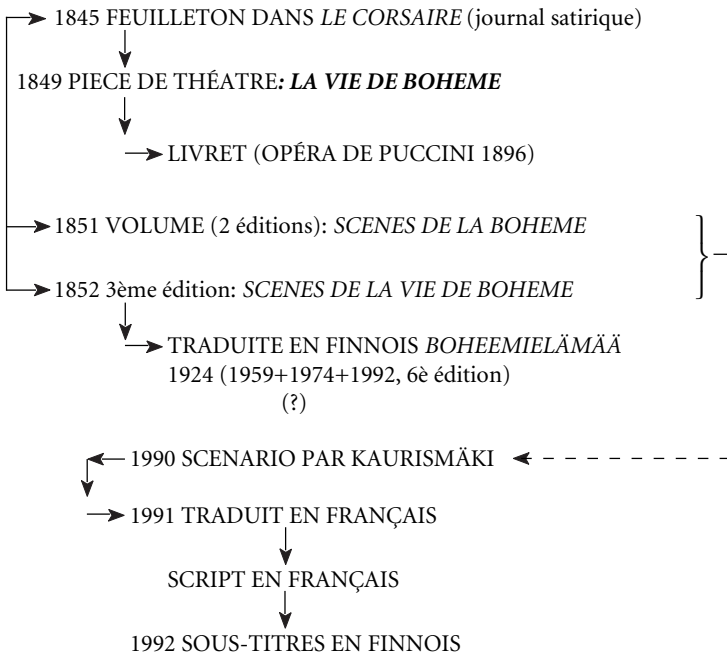 1845 FEUILLETON DANS LE CORSAIRE (journal satirique)
1849 PIECE DE THÉATRE: LA VIE DE BOHEME
LIVRET (OPÉRA DE PUCCINI 1896)
1851 VOLUME (2 éditions): SCENES DE LA BOHEME
1852 3ème édition: SCENES DE LA VIE DE BOHEME
TRADUITE EN FINNOIS BOHEEMIELÄMÄÄ
1924 (1959+1974+1992, 6è édition)
(?)
1990 SCENARIO PAR KAURISMÄKI
1991 TRADUIT EN FRANÇAIS
SCRIPT EN FRANÇAIS
1992 SOUS-TITRES EN FINNOIS